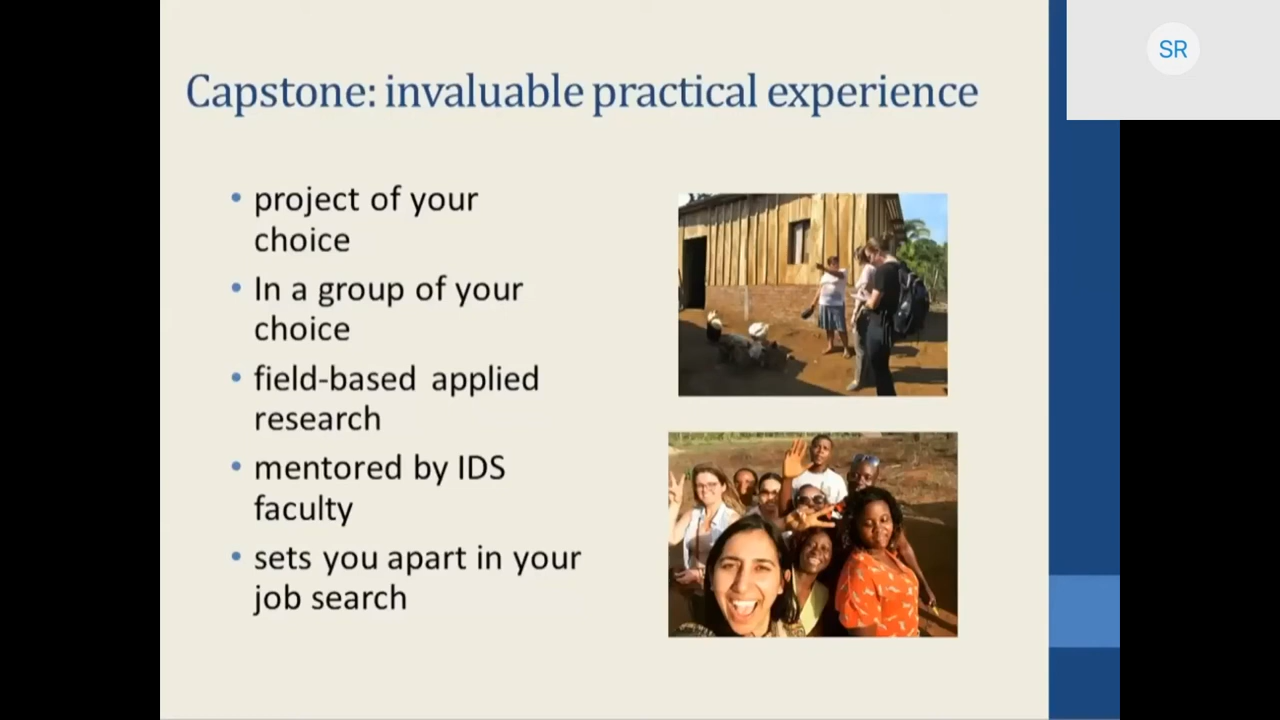 SR
Capstone: invaluable practical experience
• project of your
choice
• In a group of your
choice
• field-based applied
research
• mentored by IDS
faculty
• sets you apart in your
job search